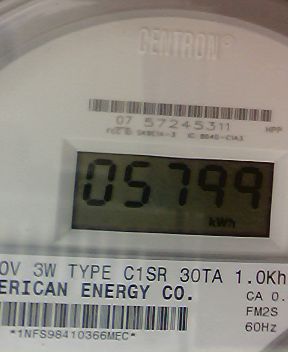 CENTRON®
07 57245311 HPP
05799
kWh
0V 3W TYPE C1SR 30TA 1.0Kh
ERICAN ENERGY CO.
CA 0.
FM2S
60Hz
*1NFS98410366MEC*